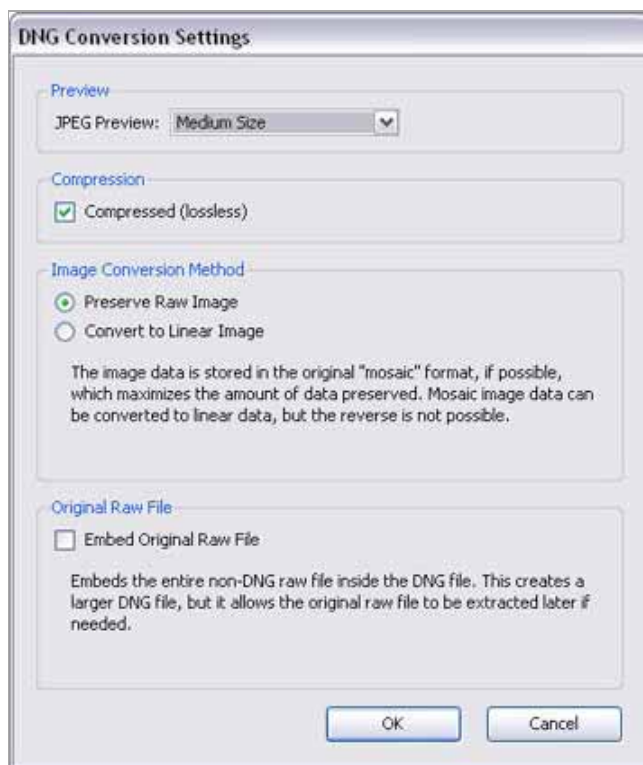 DNG Conversion Settings
Preview
JPEG Preview: Medium Size
Compression
Compressed (lossless)
Image Conversion Method
Preserve Raw Image
Convert to Linear Image
The image data is stored in the original "mosaic" format, if possible,
which maximizes the amount of data preserved. Mosaic image data can
be converted to linear data, but the reverse is not possible.
Original Raw File
Embed Original Raw File
Embeds the entire non-DNG raw file inside the DNG file. This creates a
larger DNG file, but it allows the original raw file to be extracted later if
needed.
OK Cancel